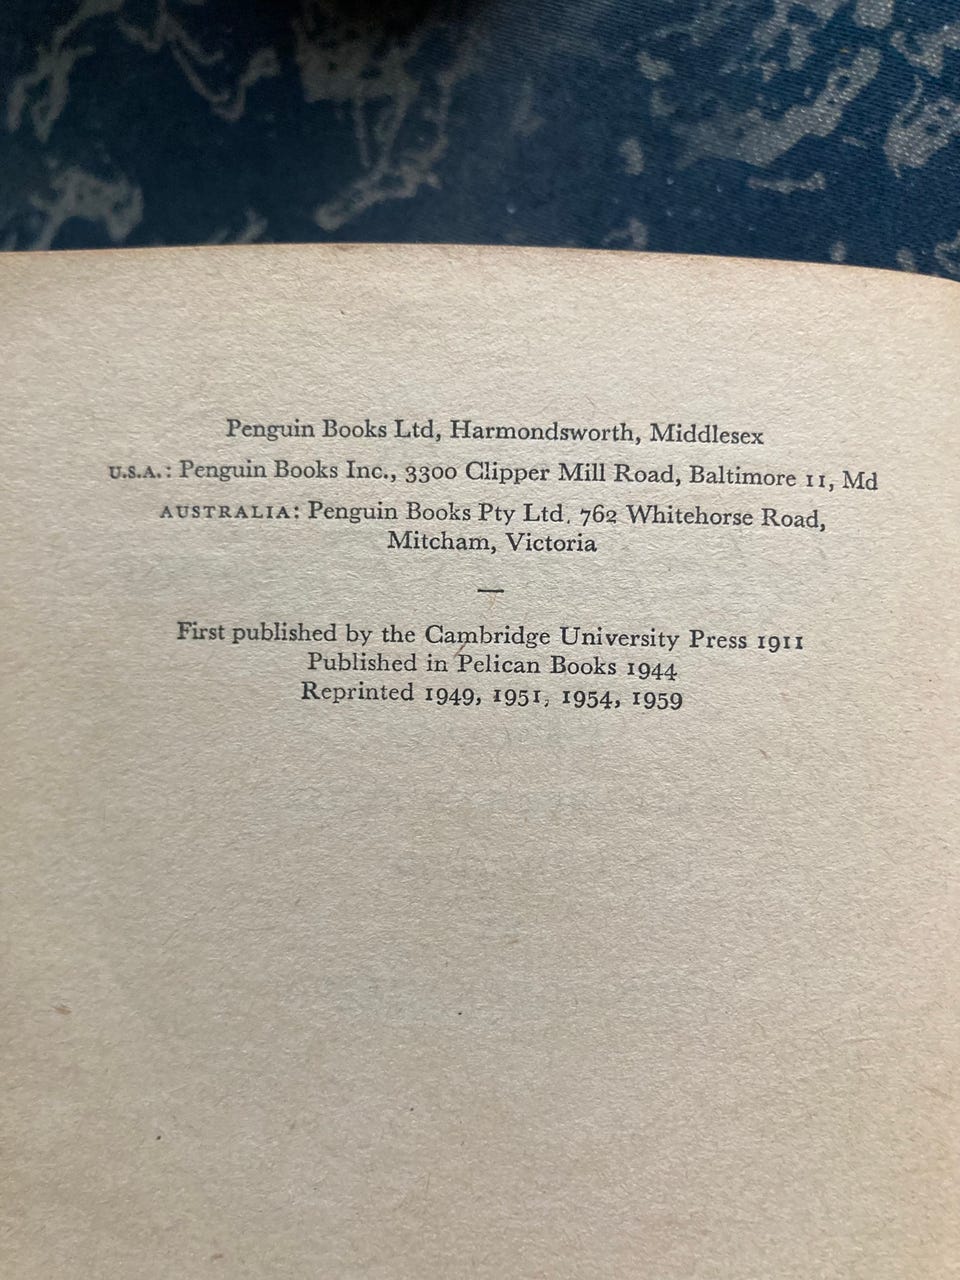 Penguin Books Ltd, Harmondsworth, Middlesex
U.S.A.: Penguin Books Inc., 3300 Clipper Mill Road, Baltimore 11, Md
AUSTRALIA: Penguin Books Pty Ltd. 762 Whitehorse Road,
Mitcham, Victoria
—
First published by the Cambridge University Press 1911
Published in Pelican Books 1944
Reprinted 1949, 1951, 1954, 1959